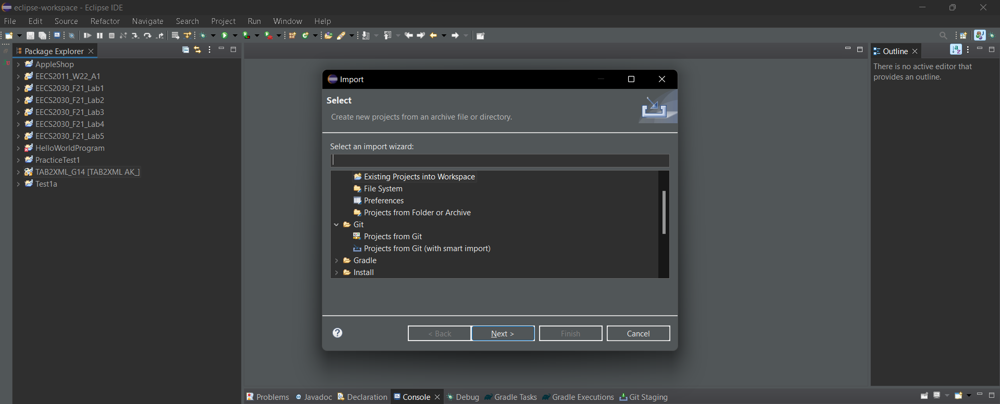 eclipse-workspace - Eclipse IDE
File Edit Source Refactor Navigate Search Project Run Window Help
Package Explorer
AppleShop
EECS2011_W22_A1
EECS2030_F21_Lab1
EECS2030_F21_Lab2
EECS2030_F21_Lab3
EECS2030_F21_Lab4
EECS2030_F21_Lab5
HelloWorldProgram
PracticeTest1
TAB2XML_G14 [TAB2XML AK_]
Test1a
Import
Select
Create new projects from an archive file or directory.
Select an import wizard:
Existing Projects into Workspace
File System
Preferences
Projects from Folder or Archive
Git
Projects from Git
Projects from Git (with smart import)
Gradle
Install
< Back Next > Finish Cancel
Outline
There is no active editor that
provides an outline.
Problems Javadoc Declaration Console Debug Gradle Tasks Gradle Executions Git Staging